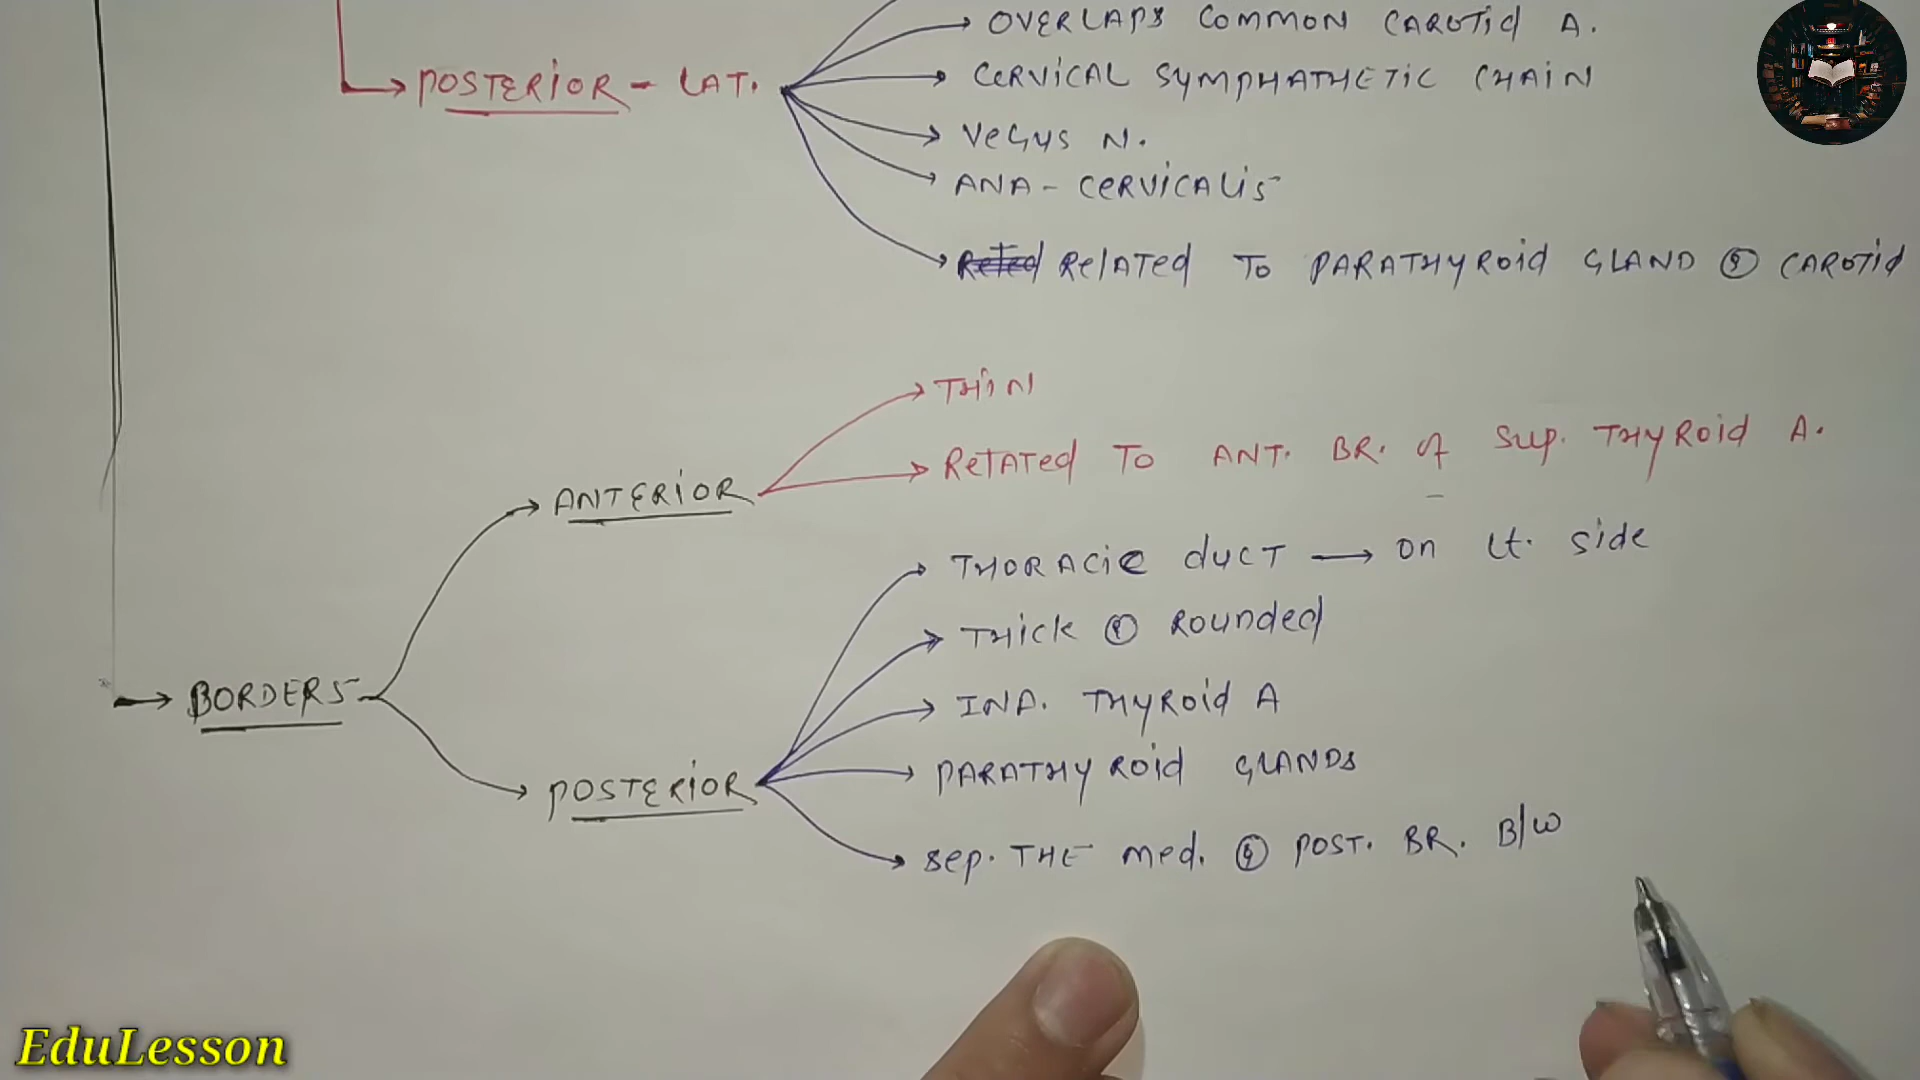 OVERLAPS COMMON CAROTID A.
POSTERIOR - LAT.
CERVICAL SYMPHATHETIC CHAIN
VEGUS N.
ANA - CERVICALIS
RELATED TO PARATHYROID GLAND & CAROTID
THIN
RETATED TO ANT. BR. of SUP. THYROID A.
ANTERIOR
THORACIC duct → on Lt. side
THICK & Rounded
BORDERS
THYROID A
PARATHYROID GLANDS
POSTERIOR
Sep. THE med. & POST. BR. B/W
EduLesson